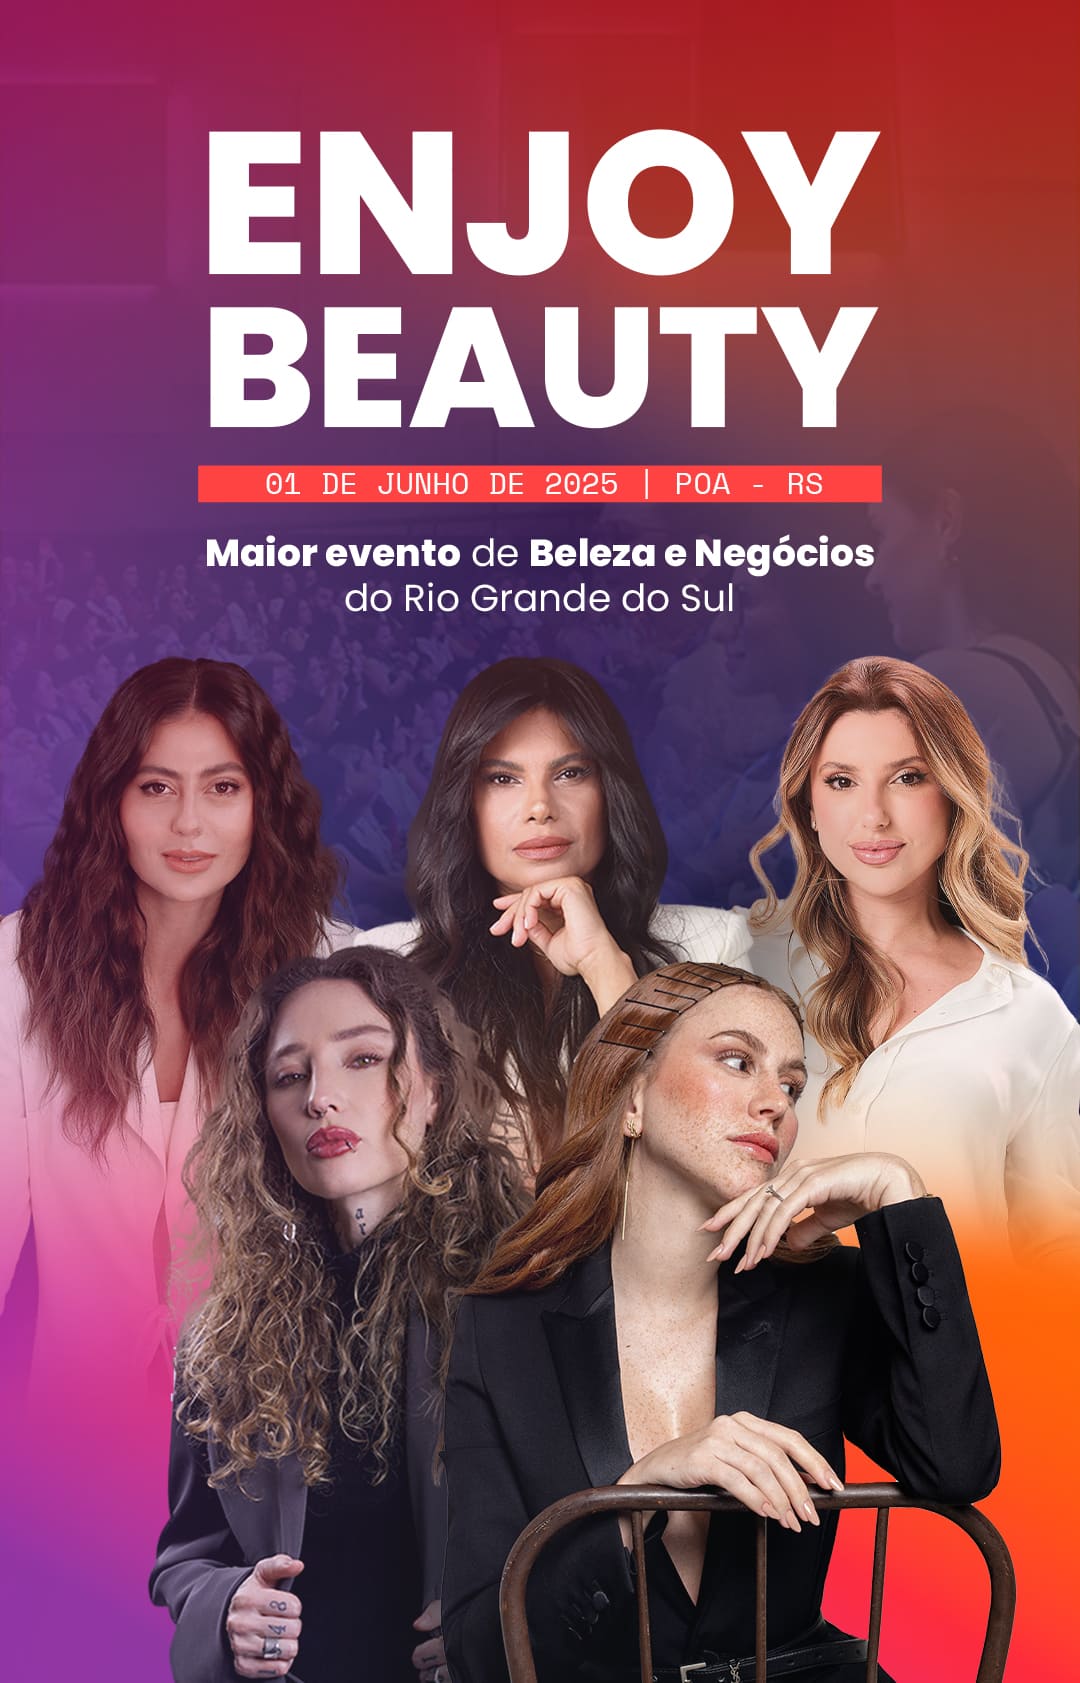 ENJOY
BEAUTY
01 DE JUNHO DE 2025 | POA - RS
Maior evento de Beleza e Negócios
do Rio Grande do Sul